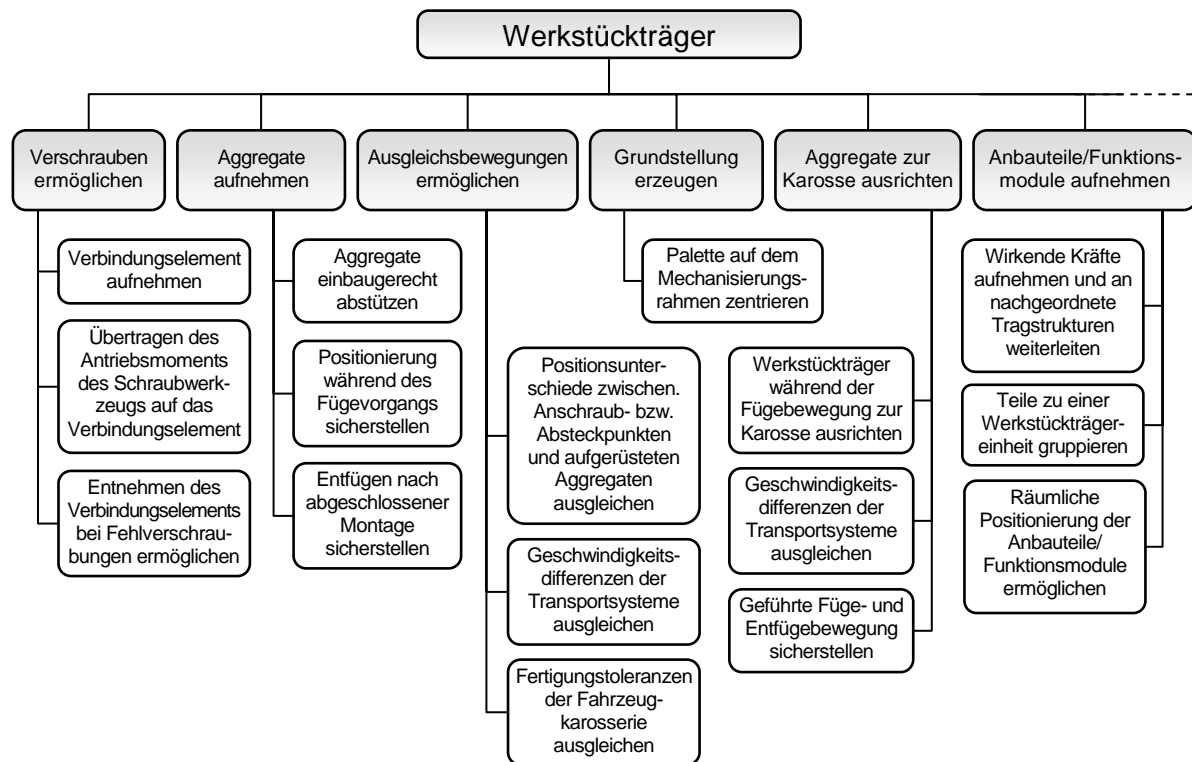 Werkstückträger
Verschrauben
ermöglichen
Verbindungselement
aufnehmen
Übertragen des
Antriebsmoments
des Schraubwerk-
zeugs auf das
Verbindungselement
Entnehmen des
Verbindungselements
bei Fehlverschrau-
bungen ermöglichen
Aggregate
aufnehmen
Aggregate
einbaugerecht
abstützen
Positionierung
während des
Fügevorgangs
sicherstellen
Entfügen nach
abgeschlossener
Montage
sicherstellen
Ausgleichsbewegungen
ermöglichen
Positionsunter-
schiede zwischen.
Anschraub- bzw.
Absteckpunkten
und aufgerüsteten
Aggregaten
ausgleichen
Geschwindigkeits-
differenzen der
Transportsysteme
ausgleichen
Fertigungstoleranzen
der Fahrzeug-
karosserie
ausgleichen
Grundstellung
erzeugen
Palette auf dem
Mechanisierungs-
rahmen zentrieren
Aggregate zur
Karosse ausrichten
Werkstückträger
während der
Fügebewegung zur
Karosse ausrichten
Geschwindigkeits-
differenzen der
Transportsysteme
ausgleichen
Geführte Füge- und
Entfügebewegung
sicherstellen
Anbauteile/Funktions-
module aufnehmen
Wirkende Kräfte
aufnehmen und an
nachgeordnete
Tragstrukturen
weiterleiten
Teile zu einer
Werkstückträger-
einheit gruppieren
Räumliche
Positionierung der
Anbauteile/
Funktionsmodule
ermöglichen